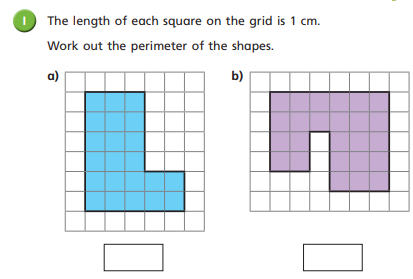 1 The length of each square on the grid is 1 cm.
Work out the perimeter of the shapes.
a) b)